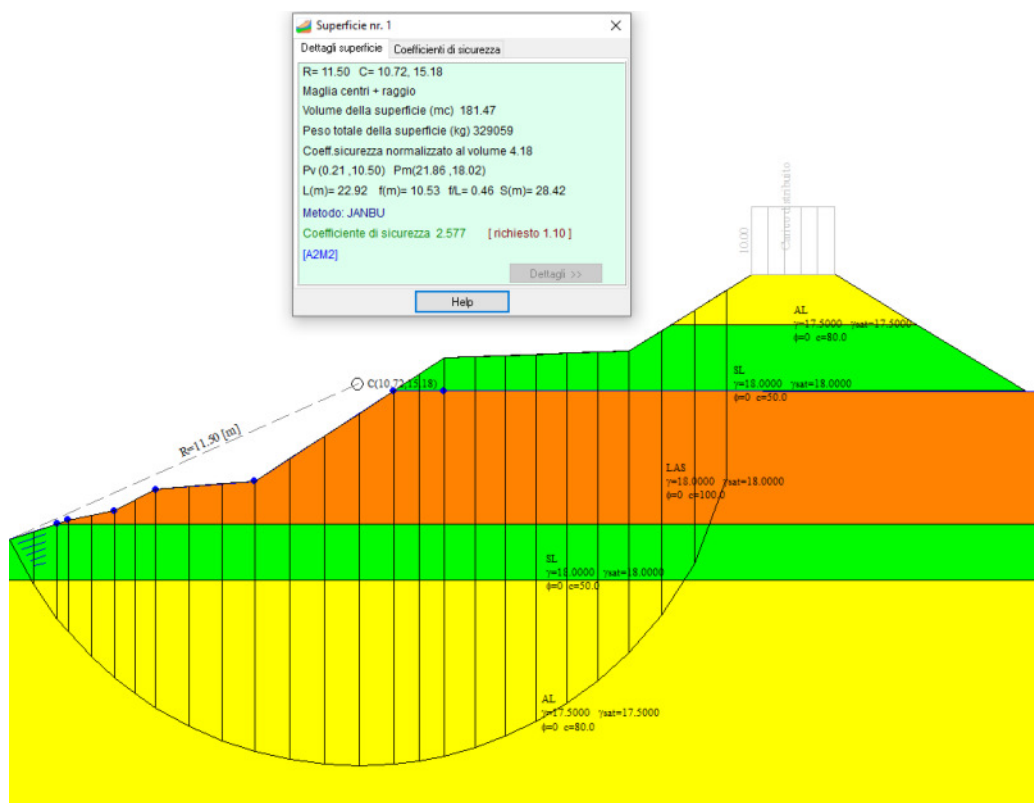 Superficie nr. 1
Dettagli superficie
Coefficienti di sicurezza
R= 11.50 C= 10.72, 15.18
Maglia centri + raggio
Volume della superficie (mc) 181.47
Peso totale della superficie (kg) 329059
Coeff.sicurezza normalizzato al volume 4.18
Pv (0.21 ,10.50) Pm(21.86 ,18.02)
L(m)= 22.92 f(m)= 10.53 f/L= 0.46 S(m)= 28.42
Metodo: JANBU
Coefficiente di sicurezza 2.577 [ richiesto 1.10 ]
[A2M2]
Dettagli >>
Help
10.00
Carico distribuito
AL
γ=17.5000 γsat=17.5000
ϕ=0 c=80.0
SL
γ=18.0000 γsat=18.0000
ϕ=0 c=50.0
C(10.72,15.18)
R=11.50 [m]
LAS
γ=18.0000 γsat=18.0000
ϕ=0 c=100.0
SL
γ=18.0000 γsat=18.0000
ϕ=0 c=50.0
AL
γ=17.5000 γsat=17.5000
ϕ=0 c=80.0